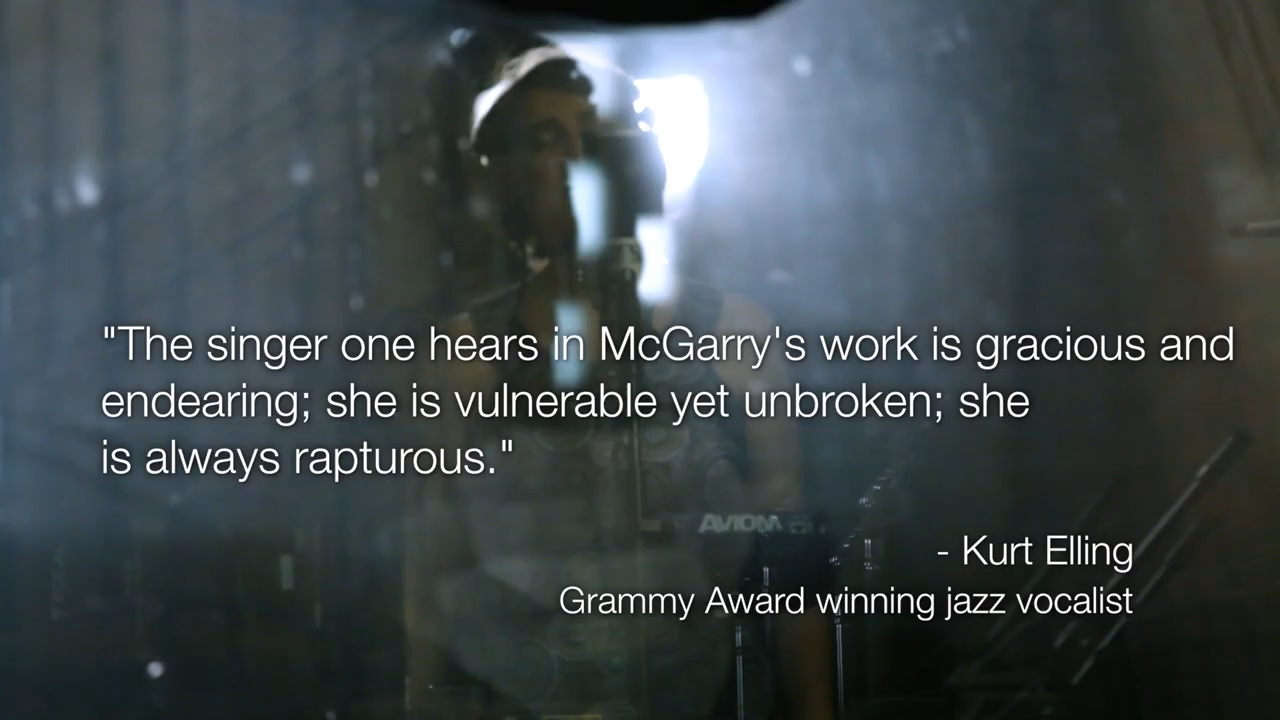 "The singer one hears in McGarry's work is gracious and
endearing; she is vulnerable yet unbroken; she
is always rapturous."
AVIOM
- Kurt Elling
Grammy Award winning jazz vocalist